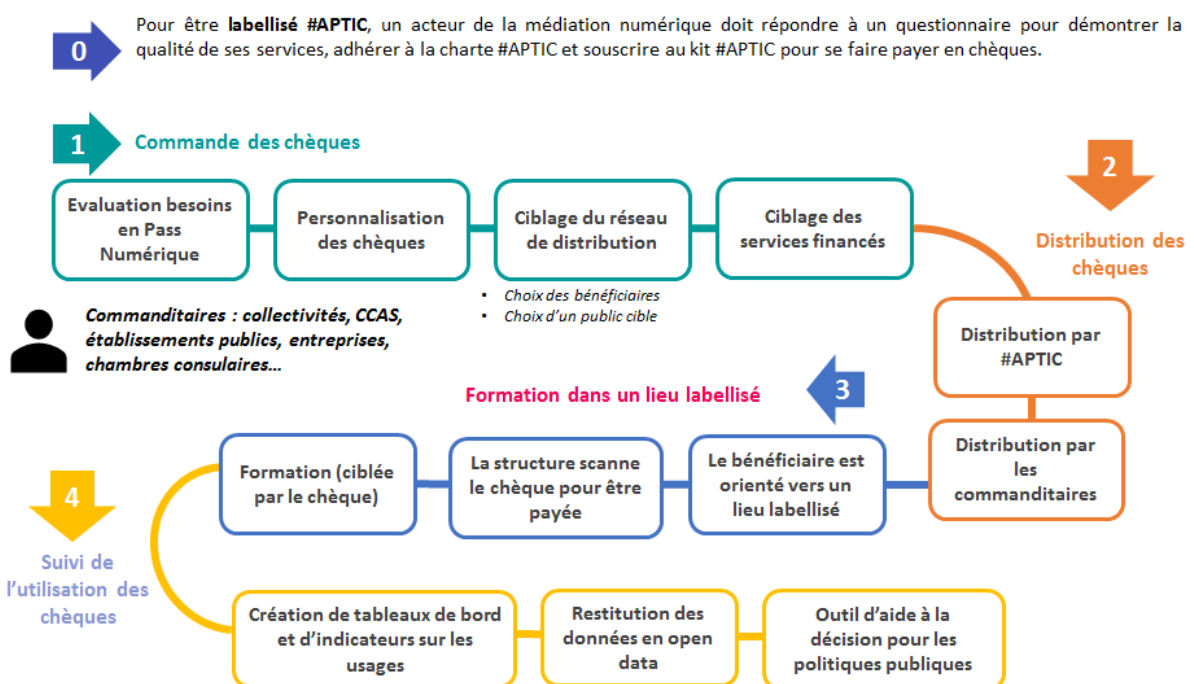 0
Pour être labellisé #APTIC, un acteur de la médiation numérique doit répondre à un questionnaire pour démontrer la
qualité de ses services, adhérer à la charte #APTIC et souscrire au kit #APTIC pour se faire payer en chèques.
1
Commande des chèques
Evaluation besoins
en Pass
Numérique
Personnalisation
des chèques
Ciblage du réseau
de distribution
Ciblage des
services financés
• Choix des bénéficiaires
• Choix d'un public cible
Commanditaires : collectivités, CCAS,
établissements publics, entreprises,
chambres consulaires...
2
Distribution des
chèques
Distribution par
#APTIC
Distribution par
les
commanditaires
3
Formation dans un lieu labellisé
Le bénéficiaire est
orienté vers un
lieu labellisé
La structure scanne
le chèque pour être
payée
Formation (ciblée
par le chèque)
4
Suivi de
l'utilisation des
chèques
Création de tableaux de bord
et d'indicateurs sur les
usages
Restitution des
données en open
data
Outil d'aide à la
décision pour les
politiques publiques